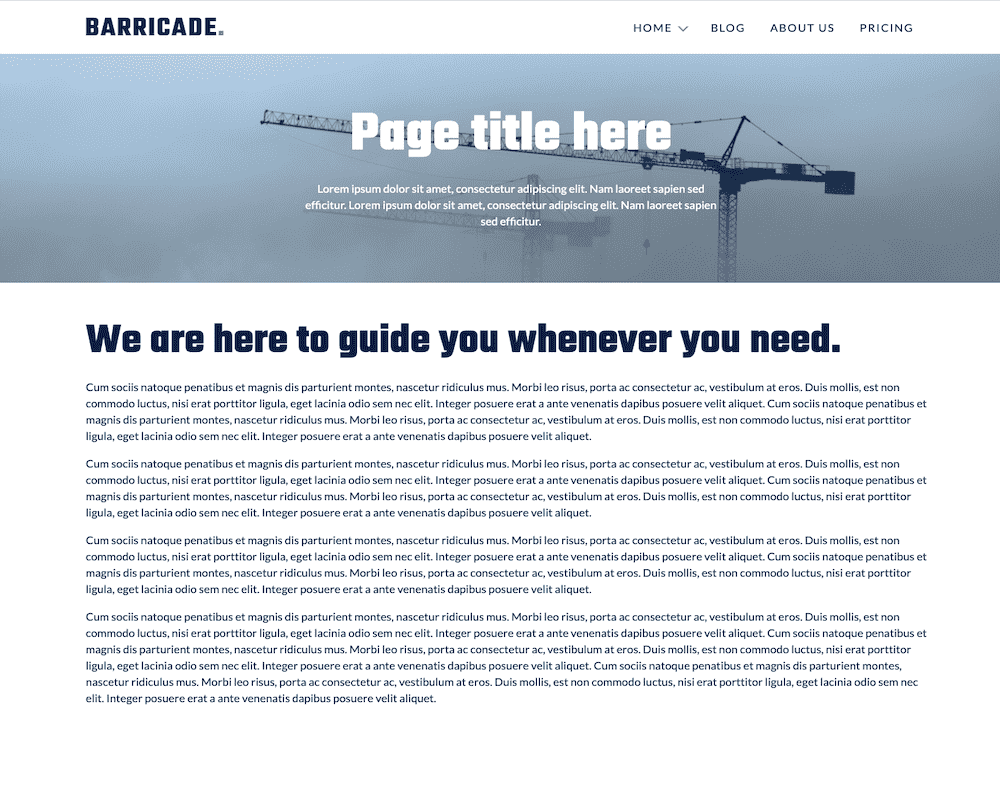 BARRICADE.
HOME BLOG ABOUT US PRICING
Page title here
Lorem ipsum dolor sit amet, consectetur adipiscing elit. Nam laoreet sapien sed
efficitur. Lorem ipsum dolor sit amet, consectetur adipiscing elit. Nam laoreet sapien
sed efficitur.
We are here to guide you whenever you need.
Cum sociis natoque penatibus et magnis dis parturient montes, nascetur ridiculus mus. Morbi leo risus, porta ac consectetur ac, vestibulum at eros. Duis mollis, est non
commodo luctus, nisi erat porttitor ligula, eget lacinia odio sem nec elit. Integer posuere erat a ante venenatis dapibus posuere velit aliquet. Cum sociis natoque penatibus et
magnis dis parturient montes, nascetur ridiculus mus. Morbi leo risus, porta ac consectetur ac, vestibulum at eros. Duis mollis, est non commodo luctus, nisi erat porttitor
ligula, eget lacinia odio sem nec elit. Integer posuere erat a ante venenatis dapibus posuere velit aliquet.
Cum sociis natoque penatibus et magnis dis parturient montes, nascetur ridiculus mus. Morbi leo risus, porta ac consectetur ac, vestibulum at eros. Duis mollis, est non
commodo luctus, nisi erat porttitor ligula, eget lacinia odio sem nec elit. Integer posuere erat a ante venenatis dapibus posuere velit aliquet. Cum sociis natoque penatibus et
magnis dis parturient montes, nascetur ridiculus mus. Morbi leo risus, porta ac consectetur ac, vestibulum at eros. Duis mollis, est non commodo luctus, nisi erat porttitor
ligula, eget lacinia odio sem nec elit. Integer posuere erat a ante venenatis dapibus posuere velit aliquet.
Cum sociis natoque penatibus et magnis dis parturient montes, nascetur ridiculus mus. Morbi leo risus, porta ac consectetur ac, vestibulum at eros. Duis mollis, est non
commodo luctus, nisi erat porttitor ligula, eget lacinia odio sem nec elit. Integer posuere erat a ante venenatis dapibus posuere velit aliquet. Cum sociis natoque penatibus et
magnis dis parturient montes, nascetur ridiculus mus. Morbi leo risus, porta ac consectetur ac, vestibulum at eros. Duis mollis, est non commodo luctus, nisi erat porttitor
ligula, eget lacinia odio sem nec elit. Integer posuere erat a ante venenatis dapibus posuere velit aliquet.
Cum sociis natoque penatibus et magnis dis parturient montes, nascetur ridiculus mus. Morbi leo risus, porta ac consectetur ac, vestibulum at eros. Duis mollis, est non
commodo luctus, nisi erat porttitor ligula, eget lacinia odio sem nec elit. Integer posuere erat a ante venenatis dapibus posuere velit aliquet. Cum sociis natoque penatibus et
magnis dis parturient montes, nascetur ridiculus mus. Morbi leo risus, porta ac consectetur ac, vestibulum at eros. Duis mollis, est non commodo luctus, nisi erat porttitor
ligula, eget lacinia odio sem nec elit. Integer posuere erat a ante venenatis dapibus posuere velit aliquet. Cum sociis natoque penatibus et magnis dis parturient montes,
nascetur ridiculus mus. Morbi leo risus, porta ac consectetur ac, vestibulum at eros. Duis mollis, est non commodo luctus, nisi erat porttitor ligula, eget lacinia odio sem nec
elit. Integer posuere erat a ante venenatis dapibus posuere velit aliquet.